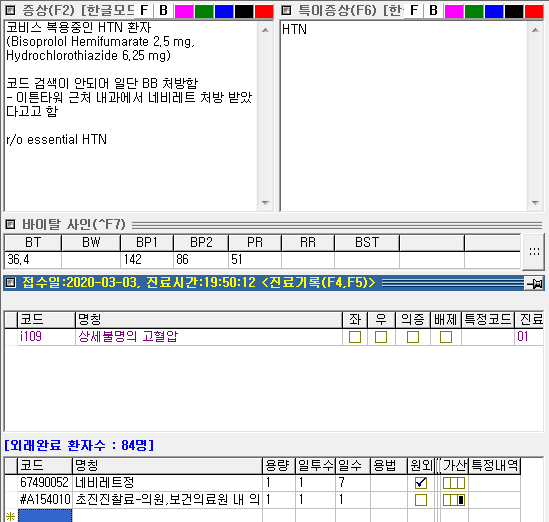 증상(F2) [한글모드 F B
특이증상(F6) [한 F B
코비스 복용중인 HTN 환자
(Bisoprolol Hemifumarate 2,5 mg,
Hydrochlorothiazide 6,25 mg)
코드 검색이 안되어 일단 BB 처방함
- 이튼타워 근처 내과에서 네비레트 처방 받았
다고고 함
r/o essential HTN
HTN
바이탈 사인(^F7)
BT BW BP1 BP2 PR RR BST
36,4 142 86 51
접수일:2020-03-03, 진료시간:19:50:12 <진료기록(F4,F5)>
코드 명칭 좌 우 의증 배제 특정코드 진료
i109 상세불명의 고혈압 01
[외래완료 환자수 : 84명]
코드 명칭 용량 일투수 일수 용법 원외 가산 특정내역
67490052 네비레트정 1 1 7
#A154010 초진진찰료-의원,보건의료원 내 의 1 1 1